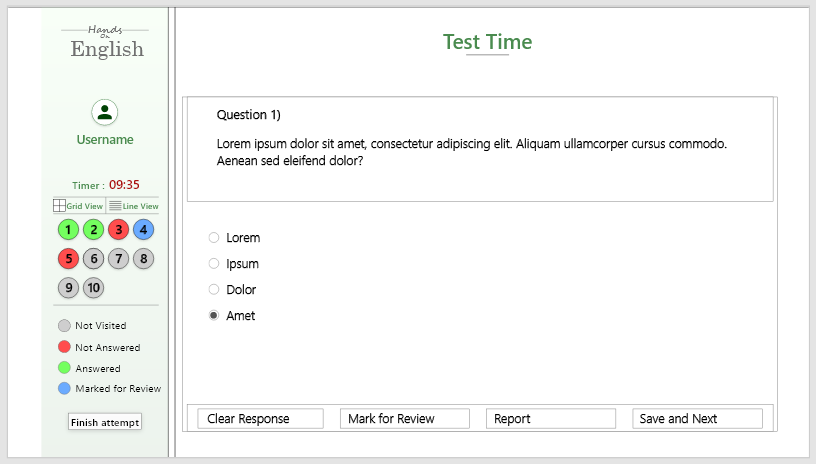 Hands
On
English
Username
Timer : 09:35
Grid View Line View
1 2 3 4
5 6 7 8
9 10
Not Visited
Not Answered
Answered
Marked for Review
Finish attempt
Test Time
Question 1)
Lorem ipsum dolor sit amet, consectetur adipiscing elit. Aliquam ullamcorper cursus commodo.
Aenean sed eleifend dolor?
Lorem
Ipsum
Dolor
Amet
Clear Response Mark for Review Report Save and Next